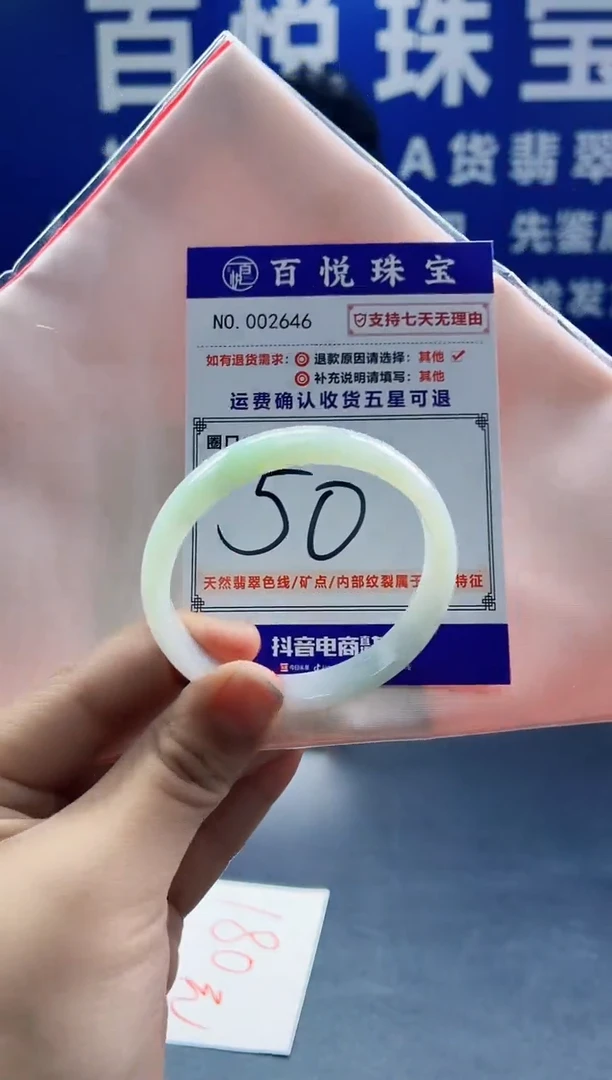 百悦珠宝
A货翡翠
先鉴
百悦珠宝
NO.002646
支持七天无理由
如有退货需求:◎退款原因请选择:其他✓
◎补充说明请填写:其他
运费确认收货五星可退
圈口
50
天然翡翠色线/矿点/内部纹裂属于 特征
抖音电商
180元